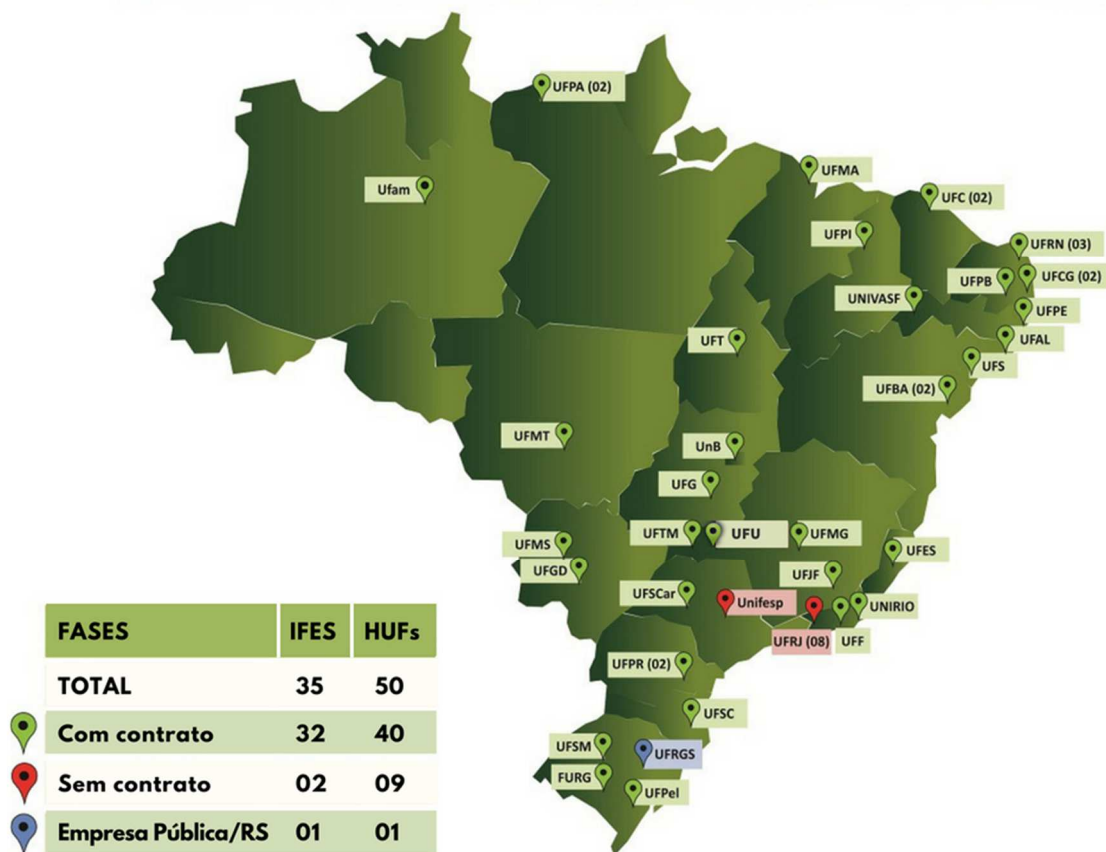 UFPA (02)
UFMA
Ufam
UFC (02)
UFPI
UFRN (03)
UFPB
UFCG (02)
UNIVASF
UFPE
UFT
UFAL
UFS
UFBA (02)
UFMT
UnB
UFG
UFTM
UFU
UFMG
UFMS
UFES
UFGD
UFJF
UFSCar
Unifesp
UNIRIO
UFRJ (08)
UFF
UFPR (02)
UFSC
UFSM
UFRGS
FURG
UFPel
FASES IFES HUFs
TOTAL 35 50
Com contrato 32 40
Sem contrato 02 09
Empresa Pública/RS 01 01